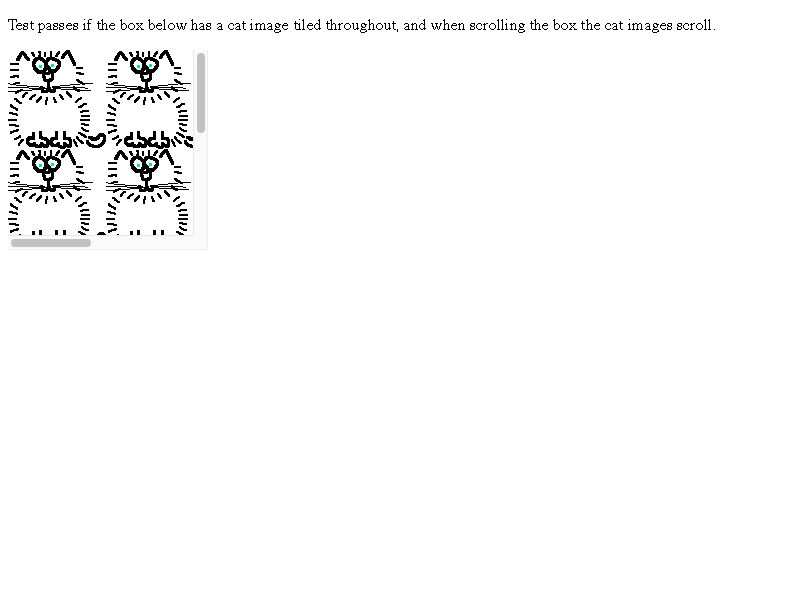 Test passes if the box below has a cat image tiled throughout, and when scrolling the box the cat images scroll.